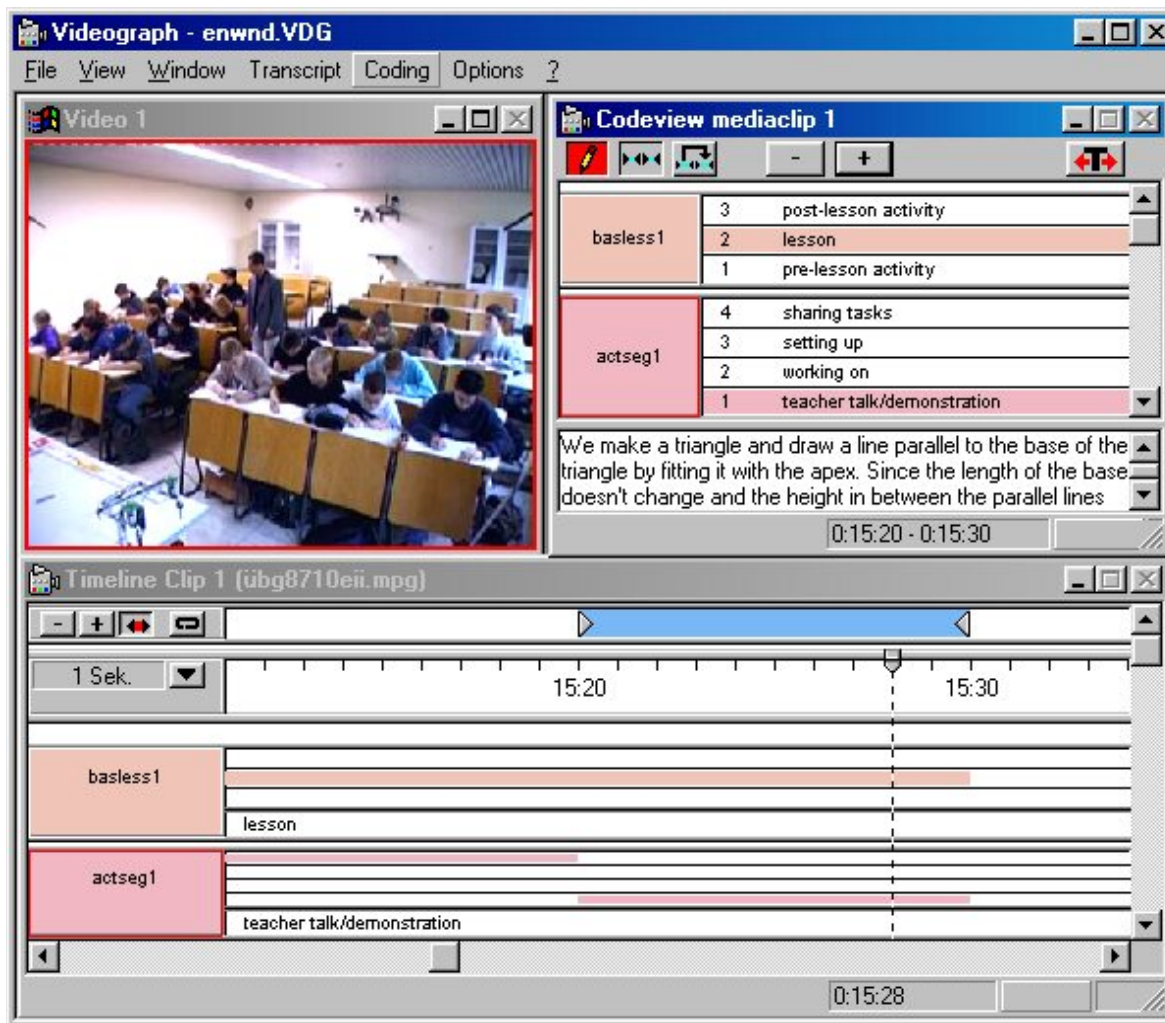 Videograph - enwnd.VDG
File View Window Transcript Coding Options ?
Video 1
Codeview mediaclip 1
- +
T
basless1
3 post-lesson activity
2 lesson
1 pre-lesson activity
actseg1
4 sharing tasks
3 setting up
2 working on
1 teacher talk/demonstration
We make a triangle and draw a line parallel to the base of the
triangle by fitting it with the apex. Since the length of the base
doesn't change and the height in between the parallel lines
0:15:20 - 0:15:30
Timeline Clip 1 (übg8710eii.mpg)
- +
1 Sek.
15:20 15:30
basless1
lesson
actseg1
teacher talk/demonstration
0:15:28